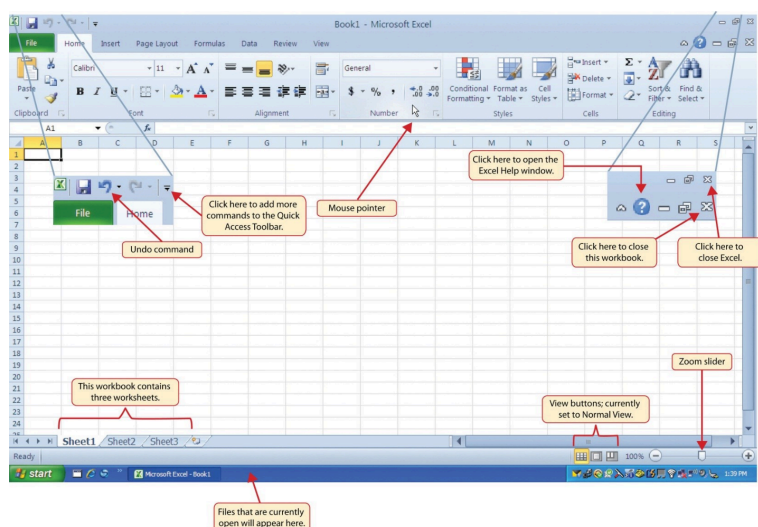 Book1 - Microsoft Excel
File Home Insert Page Layout Formulas Data Review View
Calibri 11 A A General Conditional Format as Cell Insert Σ Sort & Find &
Paste B I U A $ % , .0 .00 Formatting Table Styles Delete Filter Select
Format
Clipboard Font Alignment Number Styles Cells Editing
A1 fx
A B C D E F G H I J K L M N O P Q R S
1
2
3
4
5
6
7
8
9
10
11
12
13
14
15
16
17
18
19
20
21
22
23
24
25
File Home
Click here to add more
commands to the Quick
Access Toolbar.
Undo command
Mouse pointer
Click here to open the
Excel Help window.
Click here to close
this workbook.
Click here to
close Excel.
Zoom slider
This workbook contains
three worksheets.
View buttons; currently
set to Normal View.
Sheet1 Sheet2 Sheet3
Ready 100%
start Microsoft Excel - Book1 1:39 PM
Files that are currently
open will appear here.